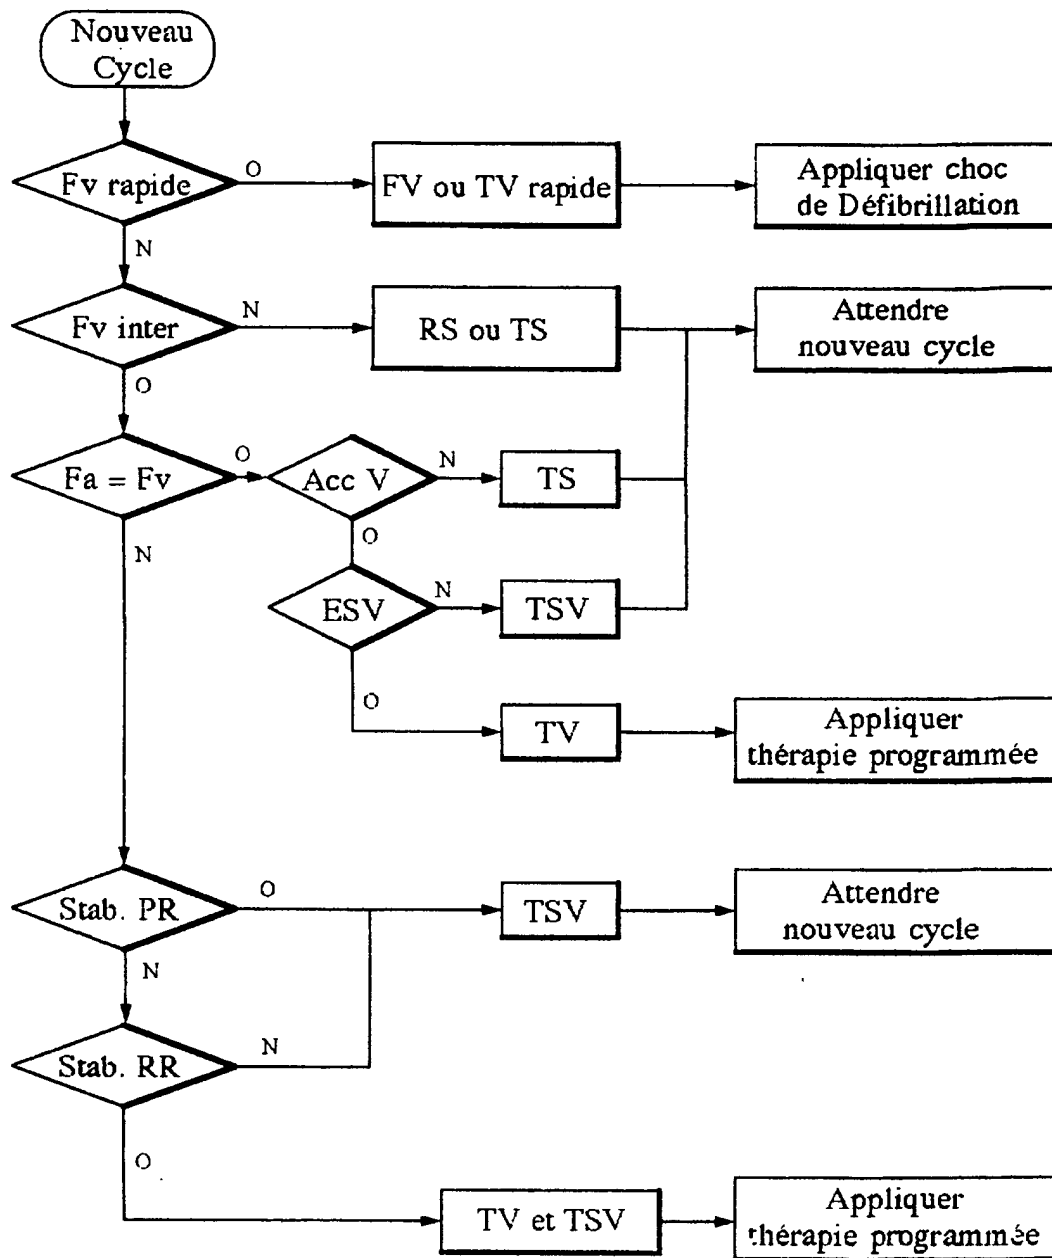 Nouveau
Cycle
Fv rapide
O
FV ou TV rapide
Appliquer choc
de Défibrillation
N
Fv inter
N
RS ou TS
Attendre
nouveau cycle
O
Fa = Fv
O
Acc V
N
TS
N
O
ESV
N
TSV
O
TV
Appliquer
thérapie programmée
Stab. PR
O
TSV
Attendre
nouveau cycle
N
Stab. RR
N
O
TV et TSV
Appliquer
thérapie programmée